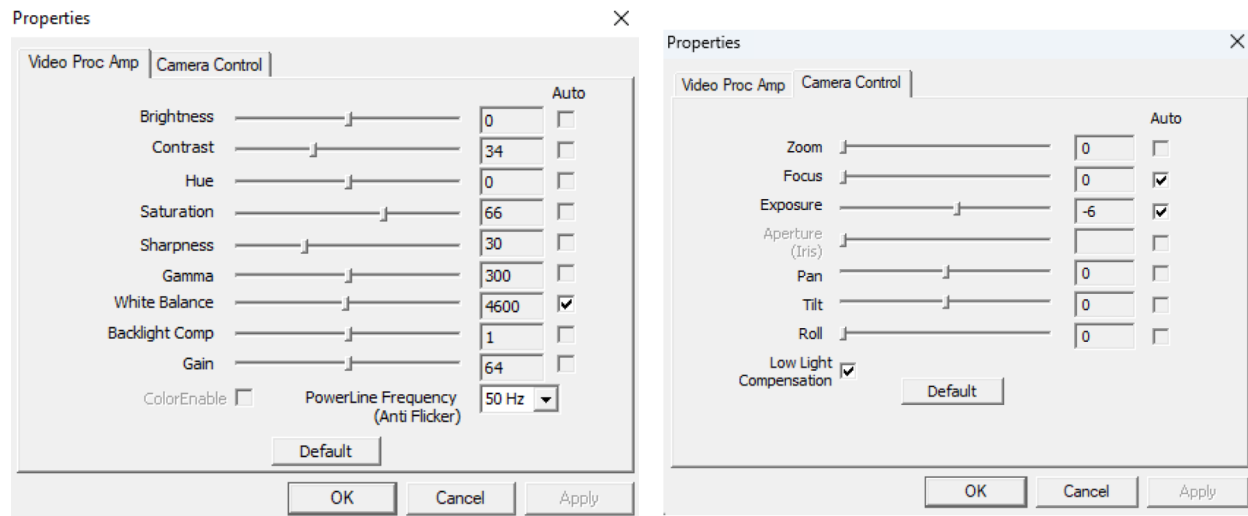 Properties
Video Proc Amp Camera Control
Auto
Brightness 0
Contrast 34
Hue 0
Saturation 66
Sharpness 30
Gamma 300
White Balance 4600
Backlight Comp 1
Gain 64
ColorEnable PowerLine Frequency 50 Hz
(Anti Flicker)
Default
OK Cancel Apply
Properties
Video Proc Amp Camera Control
Auto
Zoom 0
Focus 0
Exposure -6
Aperture
(Iris)
Pan 0
Tilt 0
Roll 0
Low Light
Compensation
Default
OK Cancel Apply